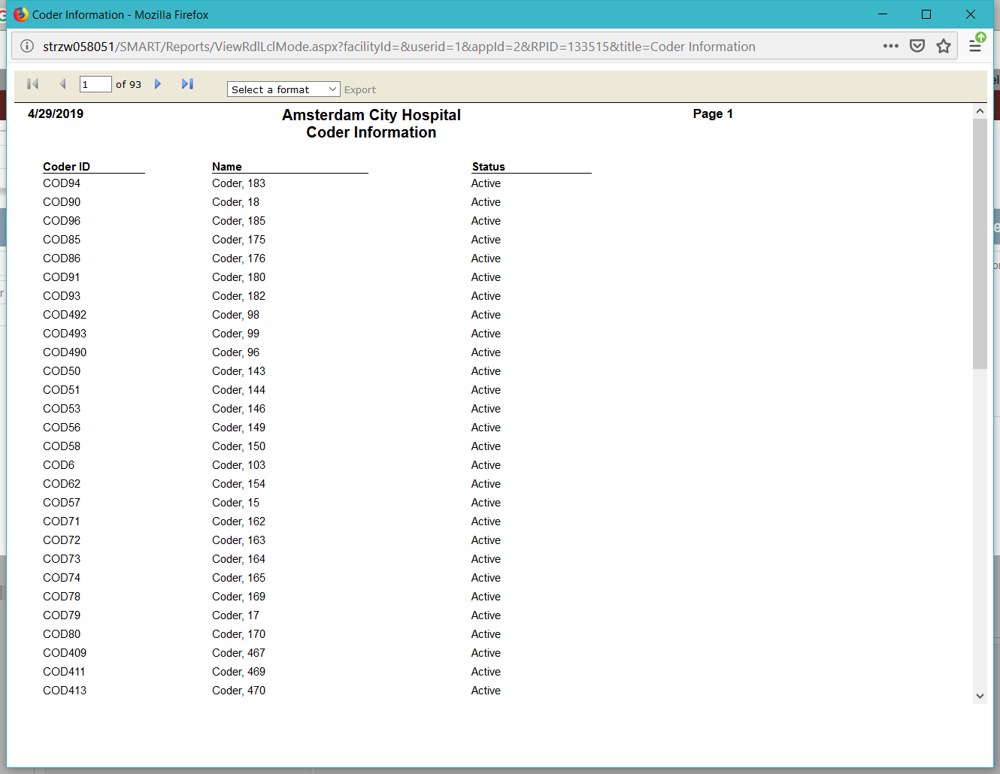 Coder Information - Mozilla Firefox
strzw058051/SMART/Reports/ViewRdlLclMode.aspx?facilityId=&userid=1&appId=2&RPID=133515&title=Coder Information
1 of 93 Select a format Export
4/29/2019 Amsterdam City Hospital Page 1
Coder Information
Coder ID Name Status
COD94 Coder, 183 Active
COD90 Coder, 18 Active
COD96 Coder, 185 Active
COD85 Coder, 175 Active
COD86 Coder, 176 Active
COD91 Coder, 180 Active
COD93 Coder, 182 Active
COD492 Coder, 98 Active
COD493 Coder, 99 Active
COD490 Coder, 96 Active
COD50 Coder, 143 Active
COD51 Coder, 144 Active
COD53 Coder, 146 Active
COD56 Coder, 149 Active
COD58 Coder, 150 Active
COD6 Coder, 103 Active
COD62 Coder, 154 Active
COD57 Coder, 15 Active
COD71 Coder, 162 Active
COD72 Coder, 163 Active
COD73 Coder, 164 Active
COD74 Coder, 165 Active
COD78 Coder, 169 Active
COD79 Coder, 17 Active
COD80 Coder, 170 Active
COD409 Coder, 467 Active
COD411 Coder, 469 Active
COD413 Coder, 470 Active